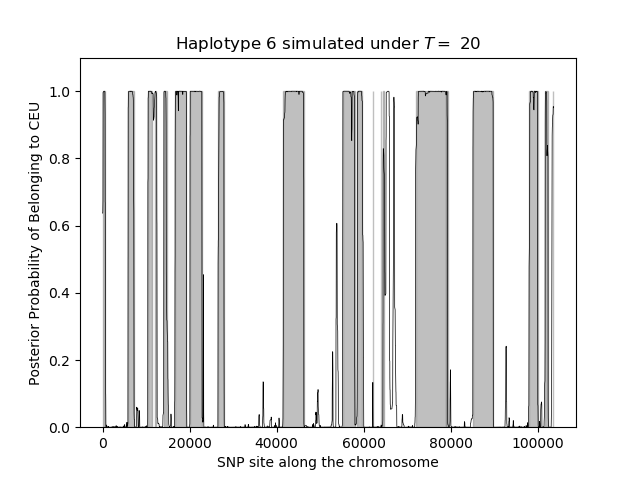 Haplotype 6 simulated under T = 20
Posterior Probability of Belonging to CEU
1.0
0.8
0.6
0.4
0.2
0.0
0 20000 40000 60000 80000 100000
SNP site along the chromosome